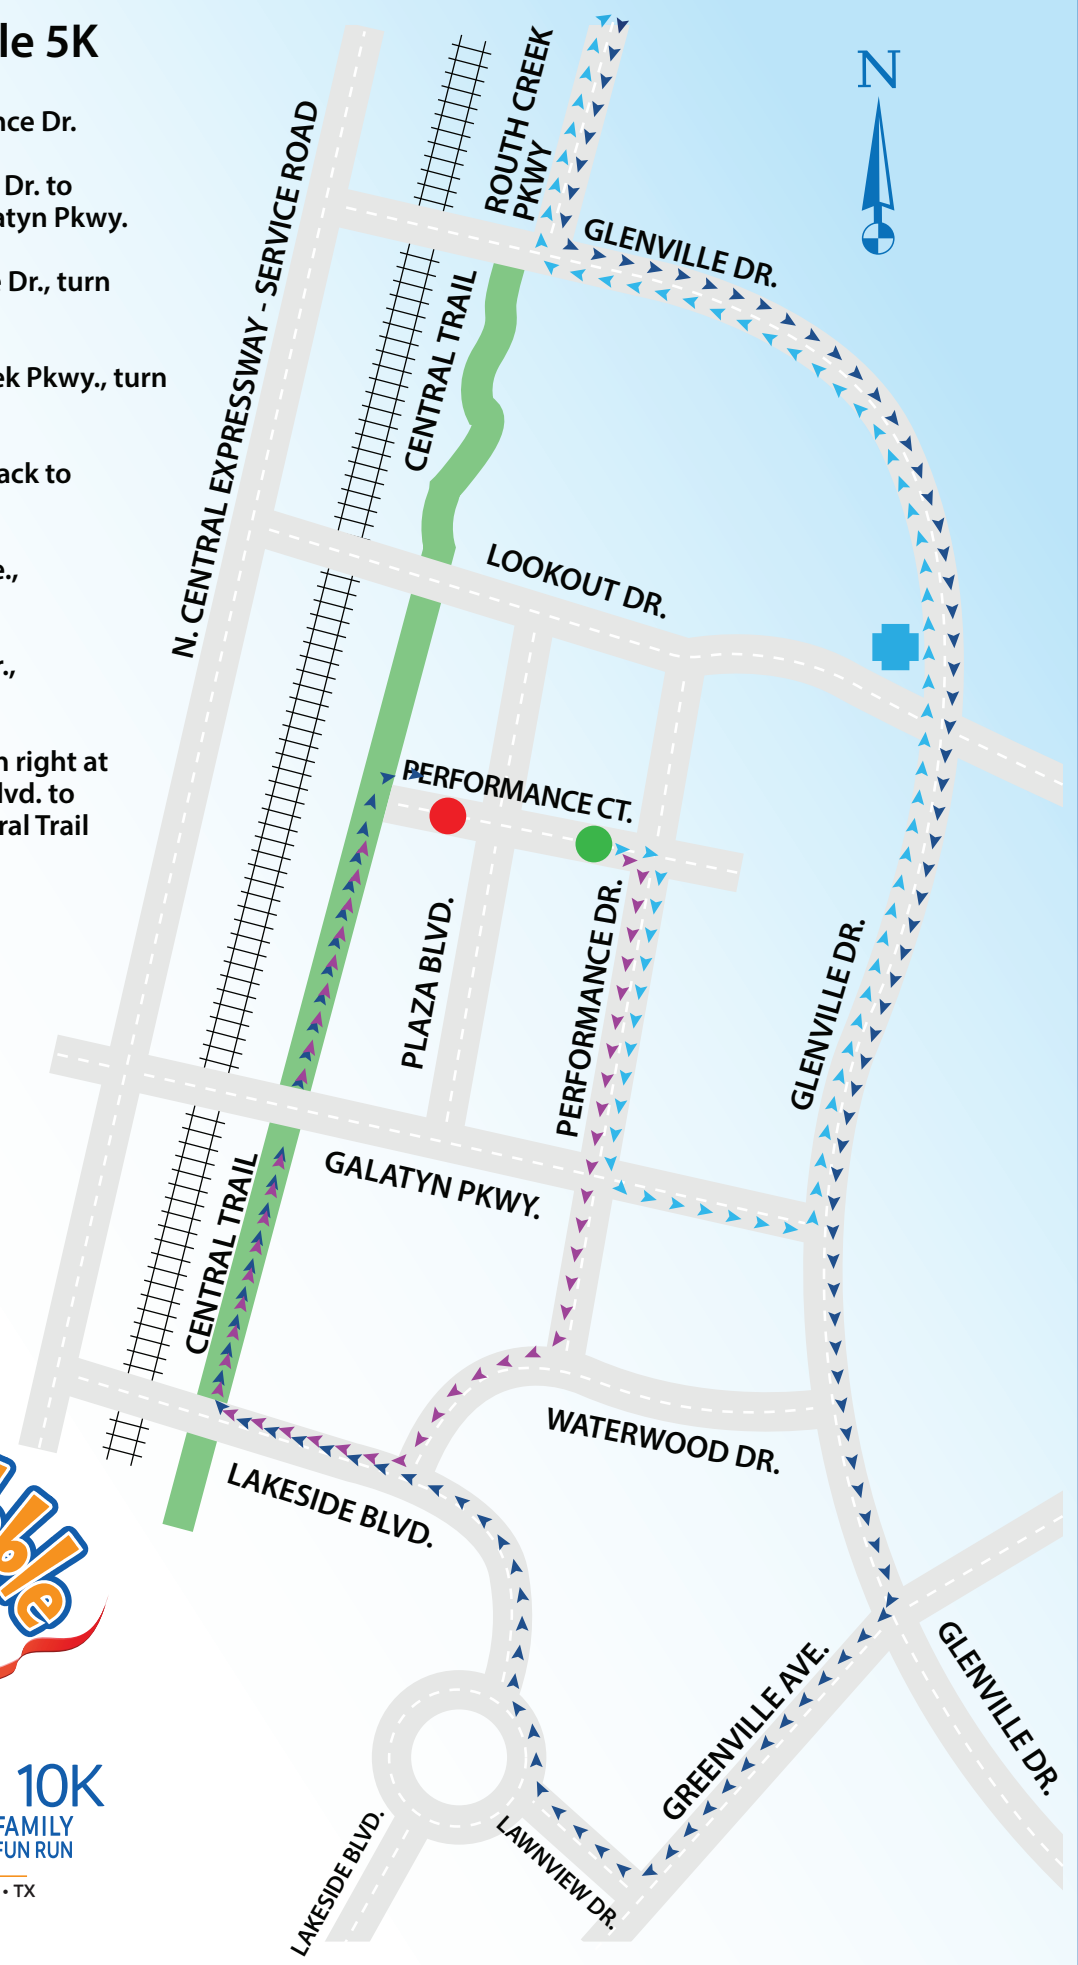 le 5K
nce Dr.
Dr. to
atyn Pkwy.
e Dr., turn
ek Pkwy., turn
ack to
e.,
r.,
n right at
lvd. to
ral Trail
N
ROUTH CREEK
PKWY
GLENVILLE DR.
N. CENTRAL EXPRESSWAY - SERVICE ROAD
CENTRAL TRAIL
LOOKOUT DR.
PERFORMANCE CT.
PLAZA BLVD.
PERFORMANCE DR.
GLENVILLE DR.
GALATYN PKWY.
CENTRAL TRAIL
WATERWOOD DR.
LAKESIDE BLVD.
GREENVILLE AVE.
GLENVILLE DR.
LAWNVIEW DR.
LAKESIDE BLVD.
ble
10K
FAMILY
FUN RUN
• TX